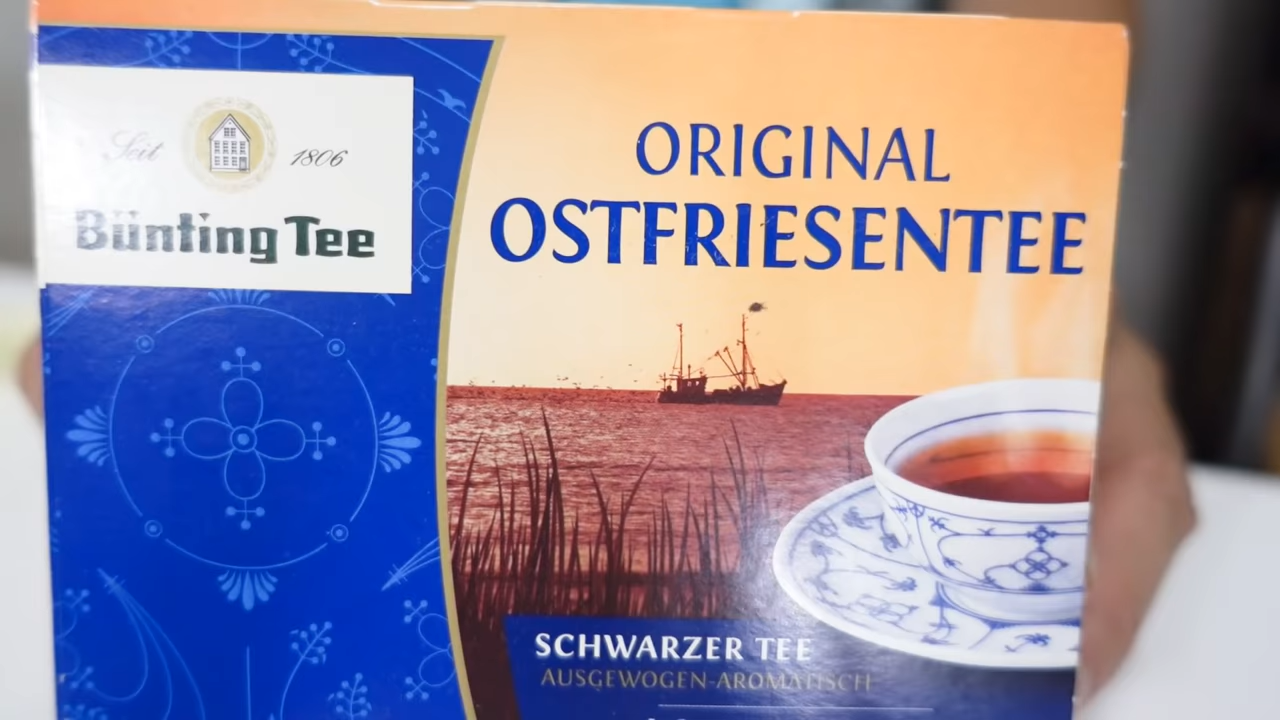 Seit 1806
Bünting Tee
ORIGINAL
OSTFRIESENTEE
SCHWARZER TEE
AUSGEWOGEN-AROMATISCH